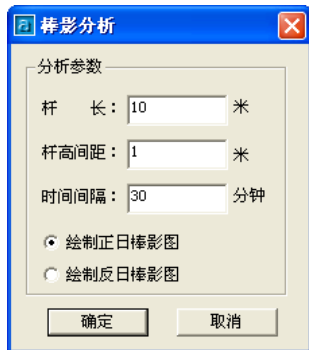 棒影分析
分析参数
杆 长： 10 米
杆高间距： 1 米
时间间隔： 30 分钟
绘制正日棒影图
绘制反日棒影图
确定 取消